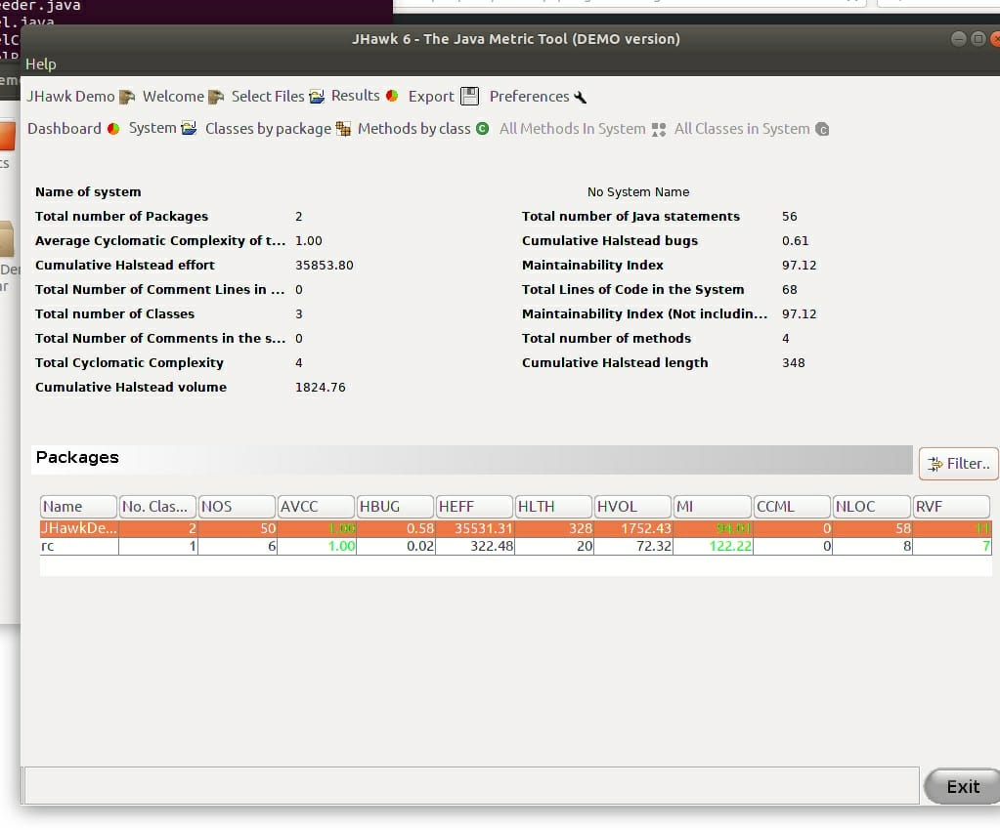 eeder.java
el.java
JHawk 6 - The Java Metric Tool (DEMO version)
Help
JHawk Demo Welcome Select Files Results Export Preferences
Dashboard System Classes by package Methods by class All Methods In System All Classes in System
Name of system No System Name
Total number of Packages 2 Total number of Java statements 56
Average Cyclomatic Complexity of t... 1.00 Cumulative Halstead bugs 0.61
Cumulative Halstead effort 35853.80 Maintainability Index 97.12
Total Number of Comment Lines in ... 0 Total Lines of Code in the System 68
Total number of Classes 3 Maintainability Index (Not includin... 97.12
Total Number of Comments in the s... 0 Total number of methods 4
Total Cyclomatic Complexity 4 Cumulative Halstead length 348
Cumulative Halstead volume 1824.76
Packages
Filter..
Name No. Clas... NOS AVCC HBUG HEFF HLTH HVOL MI CCML NLOC RVF
JHawkDe... 2 50 1.00 0.58 35531.31 328 1752.43 94.01 0 58 11
rc 1 6 1.00 0.02 322.48 20 72.32 122.22 0 8 7
Exit